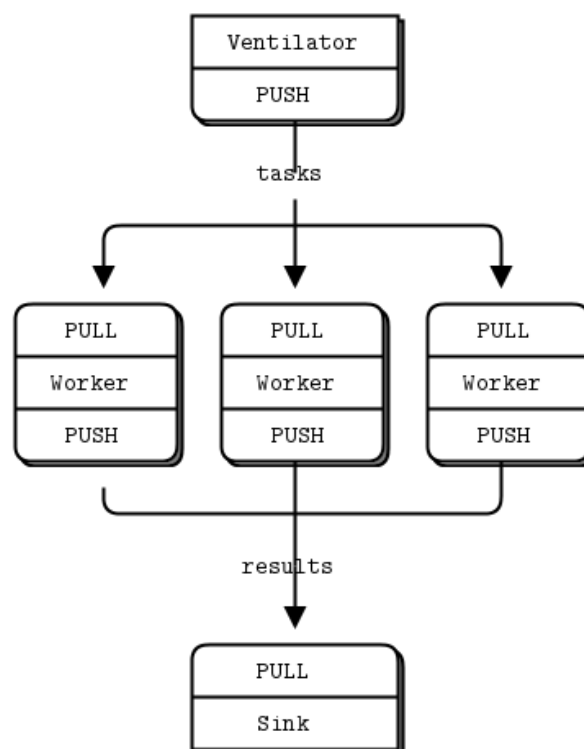 Ventilator
PUSH
tasks
PULL PULL PULL
Worker Worker Worker
PUSH PUSH PUSH
results
PULL
Sink